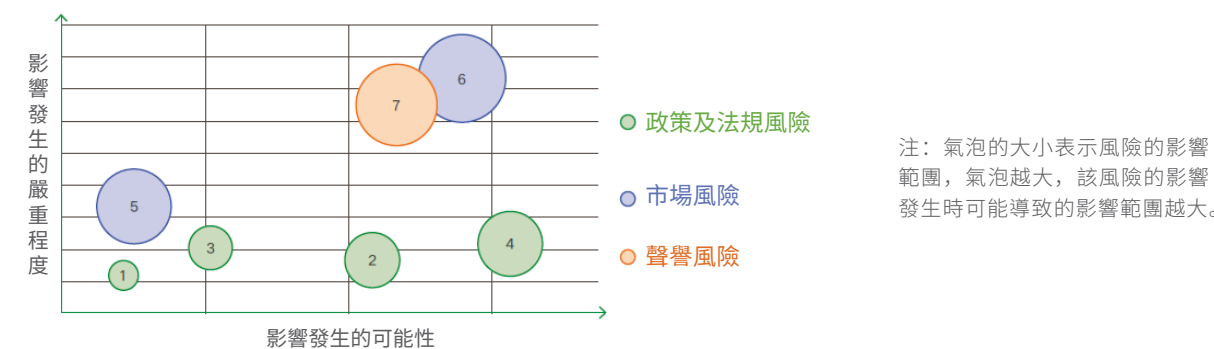 影響發生的嚴重程度
6
7
5
3
4
2
1
影響發生的可能性
政策及法規風險
市場風險
聲譽風險
注：氣泡的大小表示風險的影響
範團，氣泡越大，該風險的影響
發生時可能導致的影響範團越大。